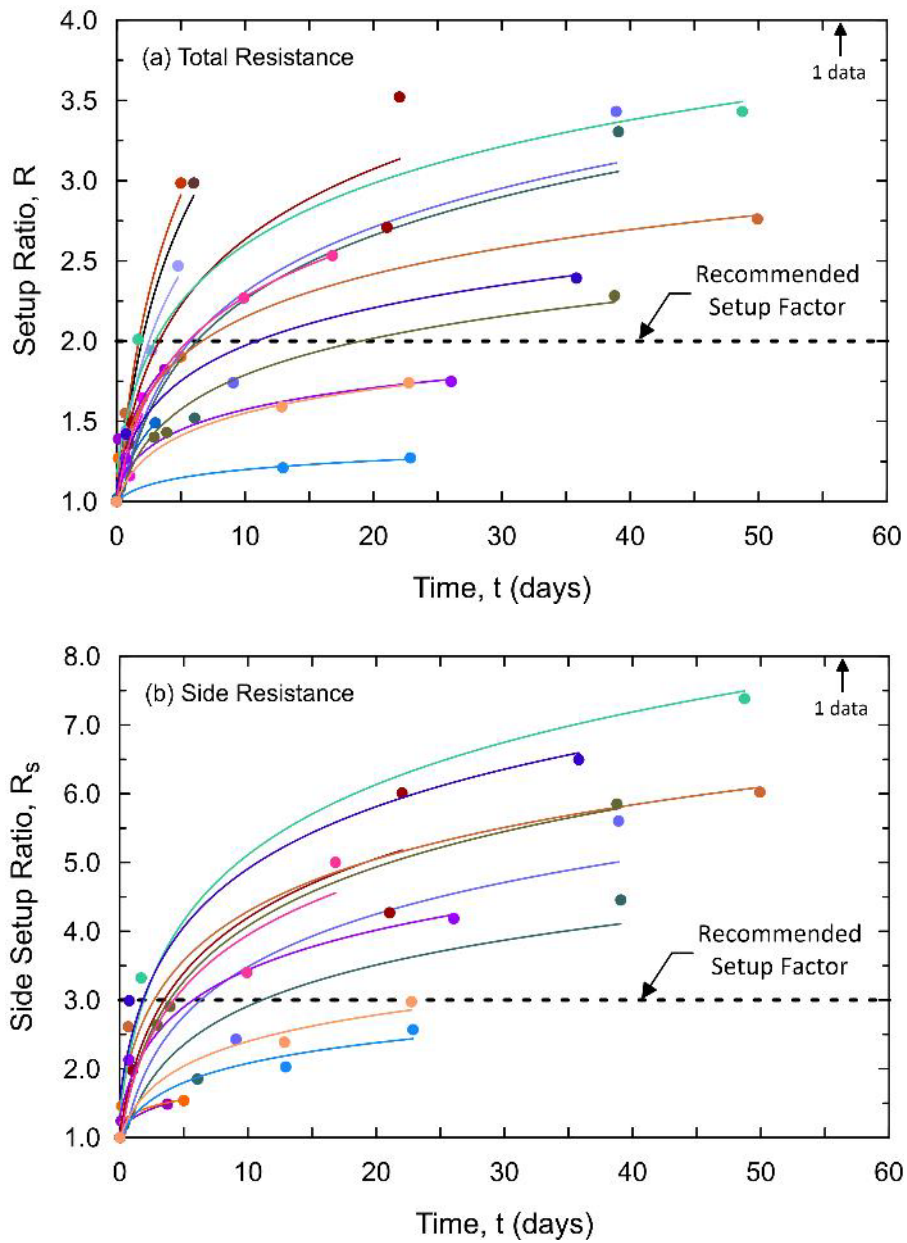 4.0
(a) Total Resistance
1 data
3.5
3.0
2.5
Recommended
Setup Factor
2.0
1.5
1.0
Setup Ratio, R
0 10 20 30 40 50 60
Time, t (days)
8.0
(b) Side Resistance
1 data
7.0
6.0
5.0
4.0
Recommended
Setup Factor
3.0
2.0
1.0
Side Setup Ratio, Rs
0 10 20 30 40 50 60
Time, t (days)